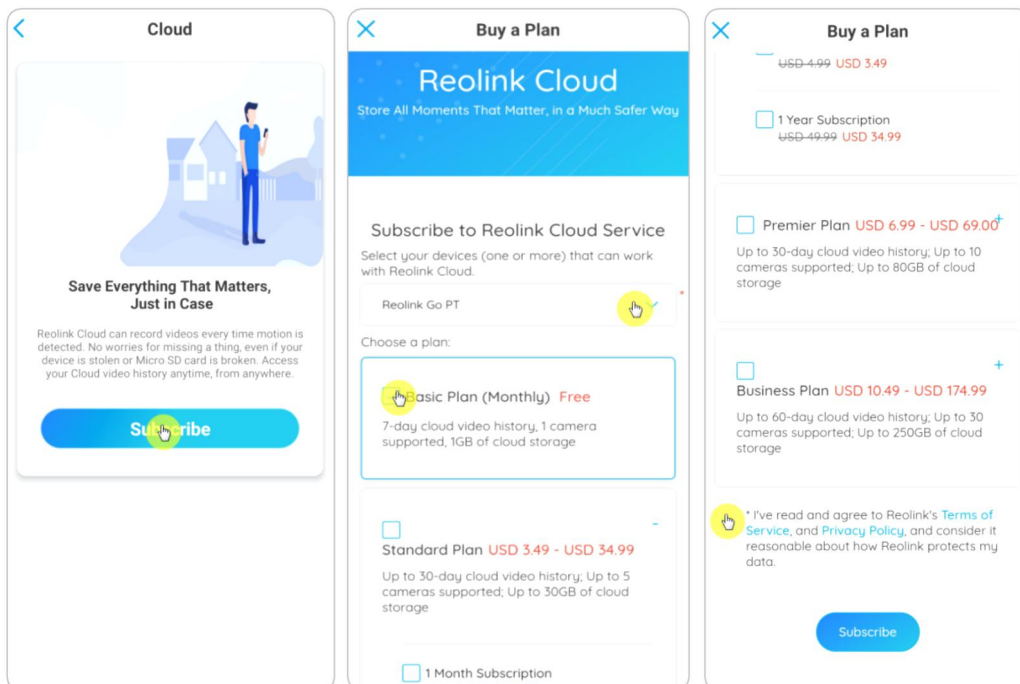 Cloud
Save Everything That Matters,
Just in Case
Reolink Cloud can record videos every time motion is
detected. No worries for missing a thing, even if your
device is stolen or Micro SD card is broken. Access
your Cloud video history anytime, from anywhere.
Subscribe
Buy a Plan
Reolink Cloud
Store All Moments That Matter, in a Much Safer Way
Subscribe to Reolink Cloud Service
Select your devices (one or more) that can work
with Reolink Cloud.
Reolink Go PT
*
Choose a plan:
Basic Plan (Monthly) Free
7-day cloud video history, 1 camera
supported, 1GB of cloud storage
Standard Plan USD 3.49 - USD 34.99
Up to 30-day cloud video history; Up to 5
cameras supported; Up to 30GB of cloud
storage
1 Month Subscription
Buy a Plan
USD 4.99 USD 3.49
1 Year Subscription
USD 49.99 USD 34.99
Premier Plan USD 6.99 - USD 69.00
Up to 30-day cloud video history; Up to 10
cameras supported; Up to 80GB of cloud
storage
Business Plan USD 10.49 - USD 174.99
Up to 60-day cloud video history; Up to 30
cameras supported; Up to 250GB of cloud
storage
* I've read and agree to Reolink's Terms of
Service, and Privacy Policy, and consider it
reasonable about how Reolink protects my
data.
Subscribe